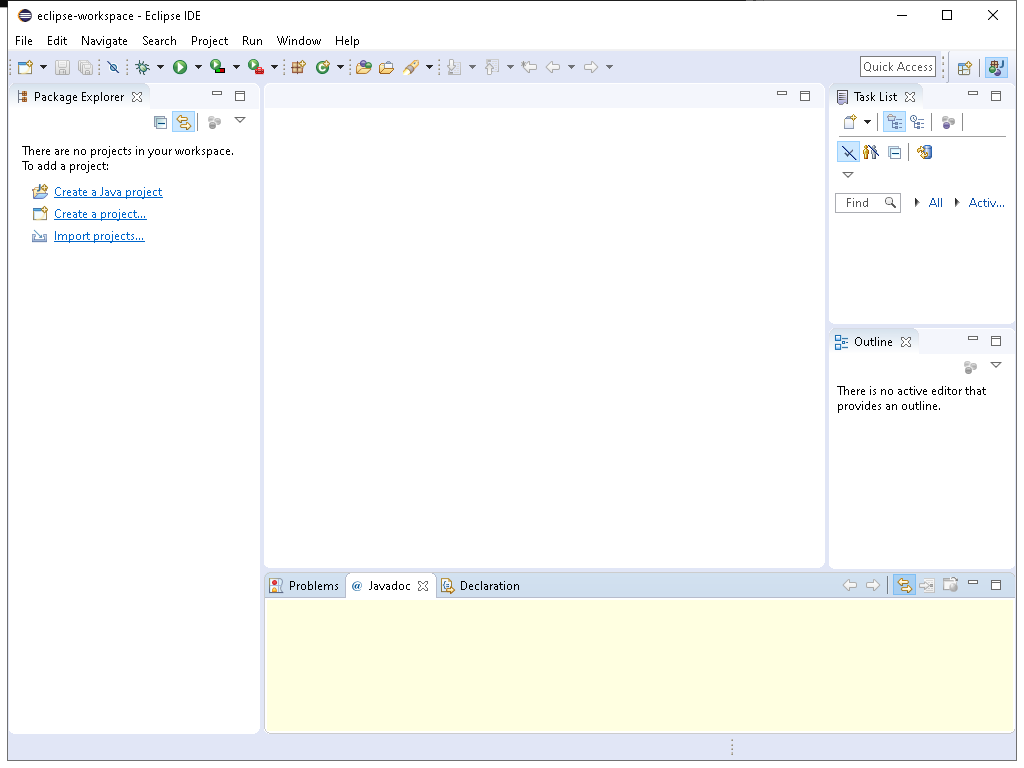 eclipse-workspace - Eclipse IDE
File Edit Navigate Search Project Run Window Help
Quick Access
Package Explorer
There are no projects in your workspace.
To add a project:
Create a Java project
Create a project...
Import projects...
Task List
Find All Activ...
Outline
There is no active editor that
provides an outline.
Problems @ Javadoc Declaration